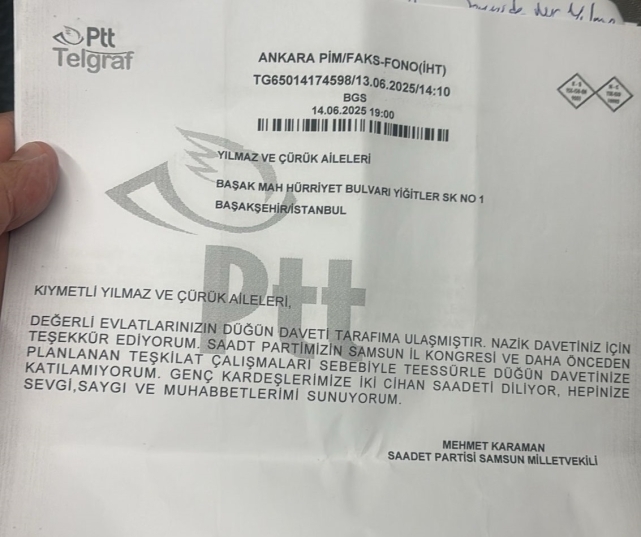 Ptt
Telgraf
ANKARA PİM/FAKS-FONO(İHT)
TG65014174598/13.06.2025/14:10
BGS
14.06.2025 19:00
YILMAZ VE ÇÜRÜK AİLELERİ
BAŞAK MAH HÜRRİYET BULVARI YİĞİTLER SK NO 1
BAŞAKŞEHİR/İSTANBUL
Ptt
KIYMETLİ YILMAZ VE ÇÜRÜK AİLELERİ,
DEĞERLİ EVLATLARINIZIN DÜĞÜN DAVETİ TARAFIMA ULAŞMIŞTIR. NAZİK DAVETİNİZ İÇİN
TEŞEKKÜR EDİYORUM. SAADT PARTİMİZİN SAMSUN İL KONGRESİ VE DAHA ÖNCEDEN
PLANLANAN TEŞKİLAT ÇALIŞMALARI SEBEBİYLE TEESSÜRLE DÜĞÜN DAVETİNİZE
KATILAMIYORUM. GENÇ KARDEŞLERİMİZE İKİ CİHAN SAADETİ DİLİYOR, HEPİNİZE
SEVGİ,SAYGI VE MUHABBETLERİMİ SUNUYORUM.
MEHMET KARAMAN
SAADET PARTİSİ SAMSUN MİLLETVEKİLİ